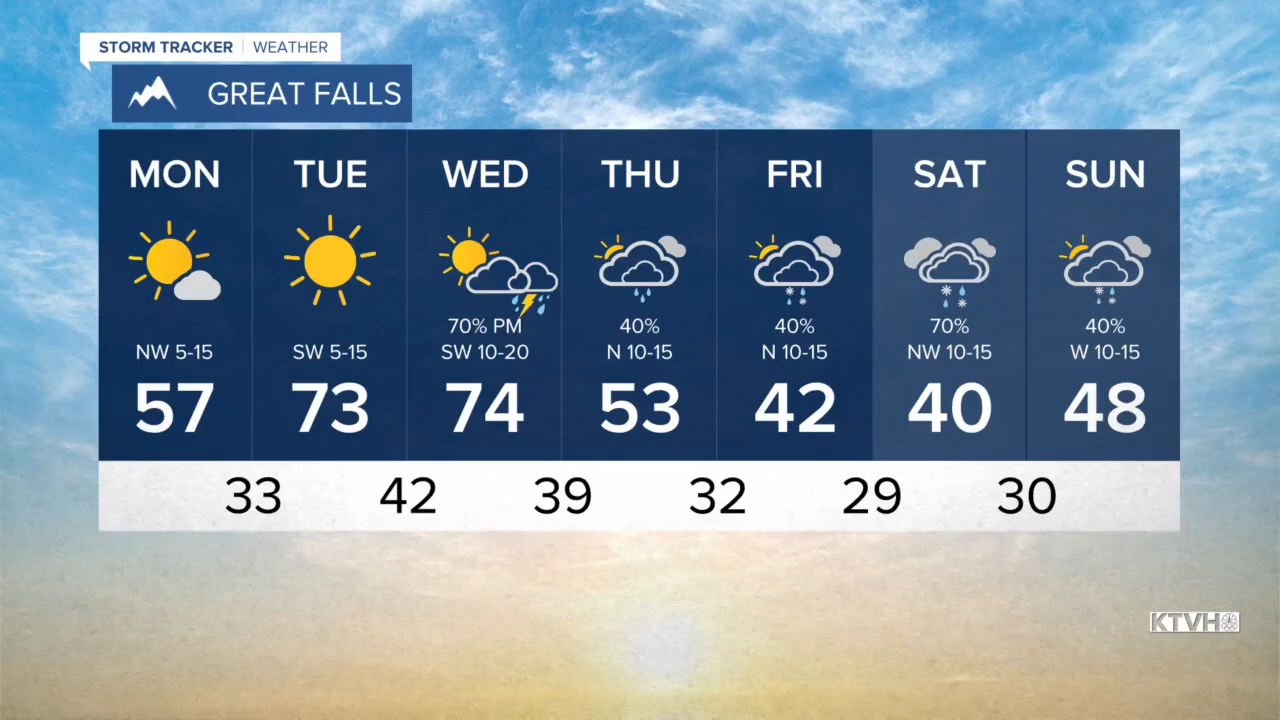 STORM TRACKER WEATHER
GREAT FALLS
MON TUE WED THU FRI SAT SUN
70% PM 40% 40% 70% 40%
NW 5-15 SW 5-15 SW 10-20 N 10-15 N 10-15 NW 10-15 W 10-15
57 73 74 53 42 40 48
33 42 39 32 29 30
KTVH